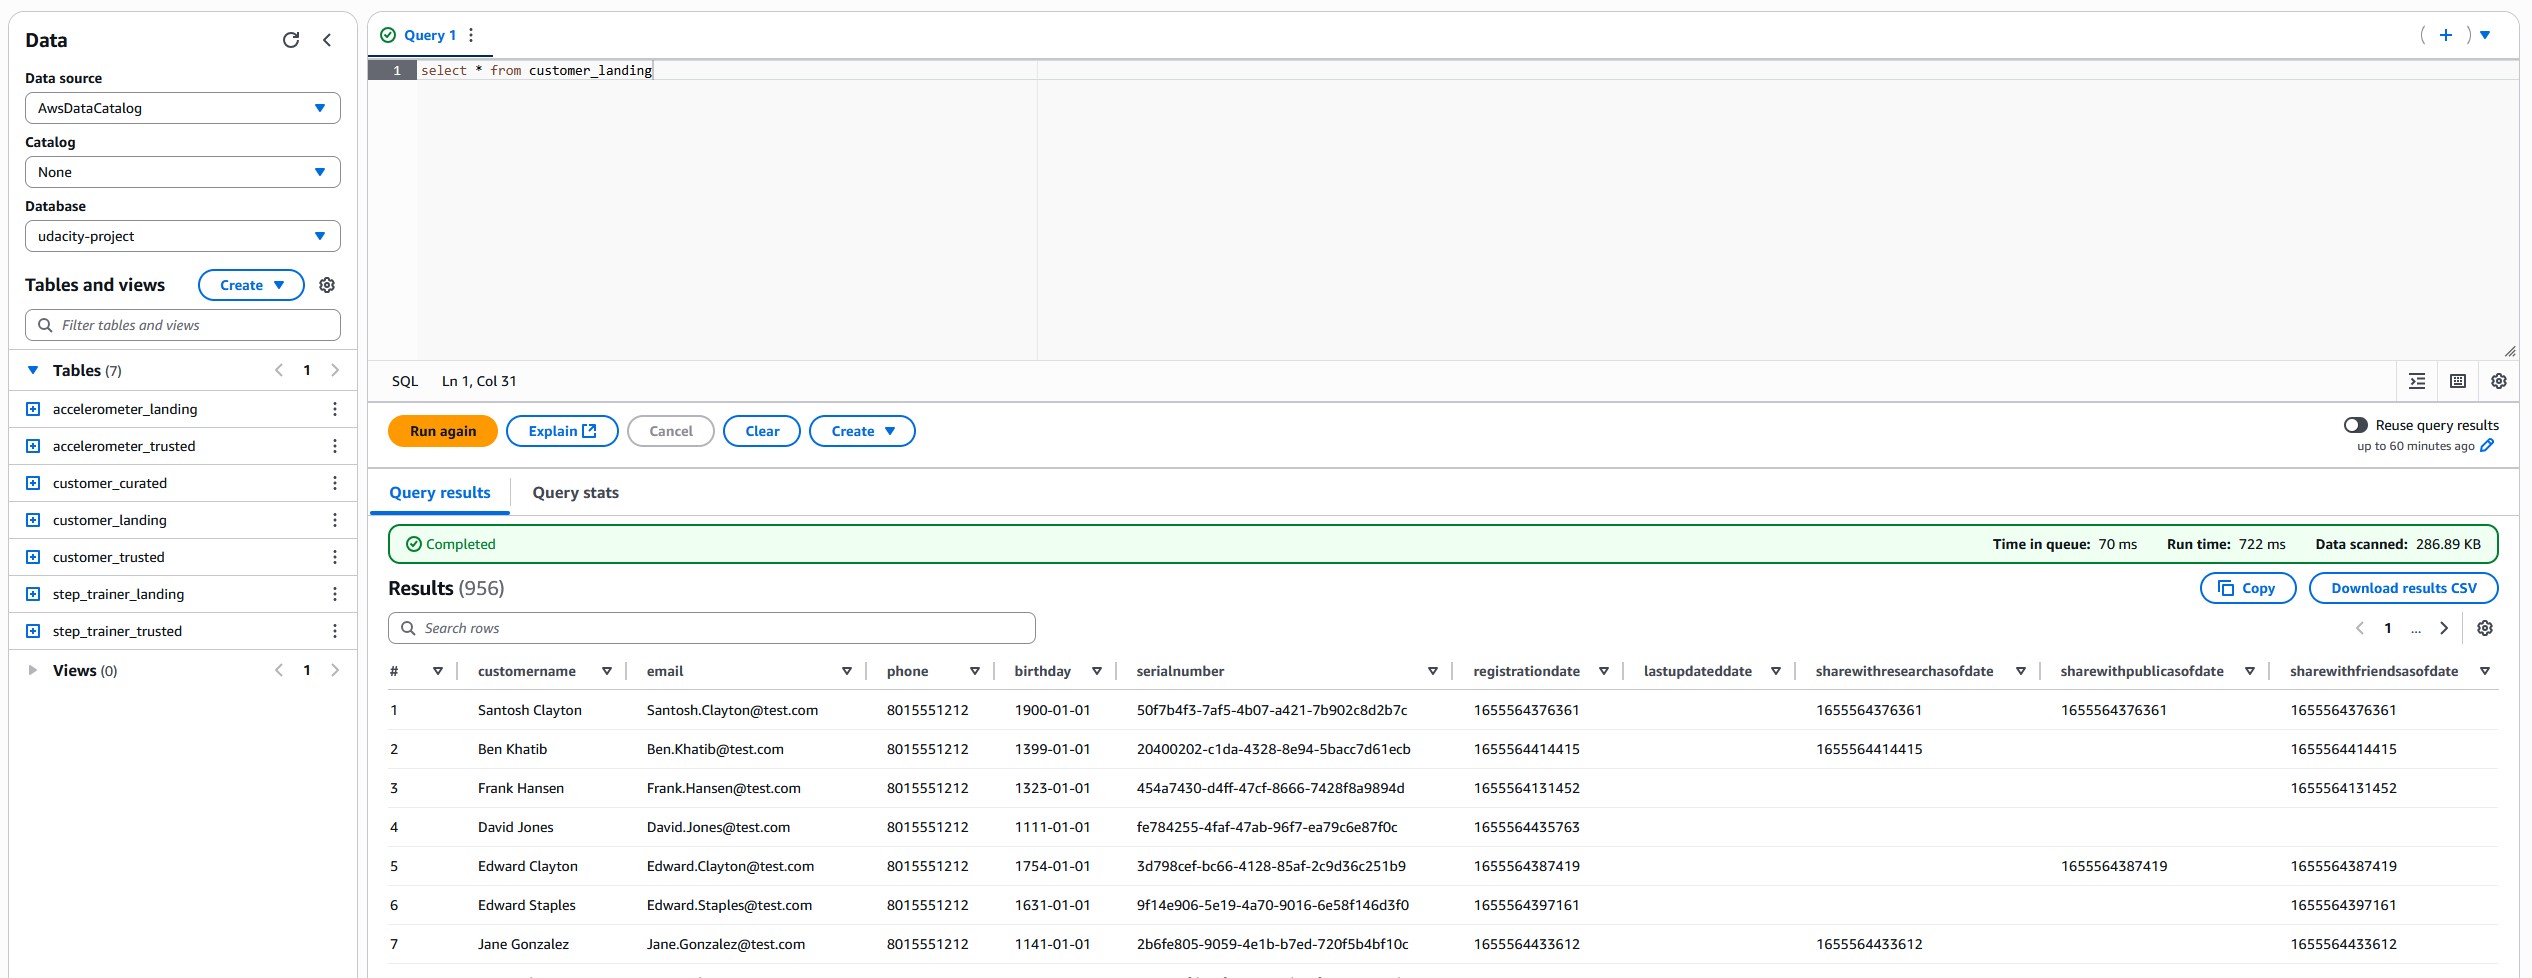 Data
Data source
AwsDataCatalog
Catalog
None
Database
udacity-project
Tables and views
Create
Filter tables and views
Tables (7)
1
accelerometer_landing
accelerometer_trusted
customer_curated
customer_landing
customer_trusted
step_trainer_landing
step_trainer_trusted
Views (0)
1
Query 1
1 select * from customer_landing
SQL Ln 1, Col 31
Run again Explain Cancel Clear Create
Reuse query results
up to 60 minutes ago
Query results Query stats
Completed Time in queue: 70 ms Run time: 722 ms Data scanned: 286.89 KB
Results (956) Copy Download results CSV
Search rows 1 ...
# customername email phone birthday serialnumber registrationdate lastupdateddate sharewithresearchasofdate sharewithpublicasofdate sharewithfriendsasofdate
1 Santosh Clayton Santosh.Clayton@test.com 8015551212 1900-01-01 50f7b4f3-7af5-4b07-a421-7b902c8d2b7c 1655564376361 1655564376361 1655564376361 1655564376361
2 Ben Khatib Ben.Khatib@test.com 8015551212 1399-01-01 20400202-c1da-4328-8e94-5bacc7d61ecb 1655564414415 1655564414415 1655564414415
3 Frank Hansen Frank.Hansen@test.com 8015551212 1323-01-01 454a7430-d4ff-47cf-8666-7428f8a9894d 1655564131452 1655564131452
4 David Jones David.Jones@test.com 8015551212 1111-01-01 fe784255-4faf-47ab-96f7-ea79c6e87f0c 1655564435763
5 Edward Clayton Edward.Clayton@test.com 8015551212 1754-01-01 3d798cef-bc66-4128-85af-2c9d36c251b9 1655564387419 1655564387419 1655564387419
6 Edward Staples Edward.Staples@test.com 8015551212 1631-01-01 9f14e906-5e19-4a70-9016-6e58f146d3f0 1655564397161 1655564397161
7 Jane Gonzalez Jane.Gonzalez@test.com 8015551212 1141-01-01 2b6fe805-9059-4e1b-b7ed-720f5b4bf10c 1655564433612 1655564433612 1655564433612